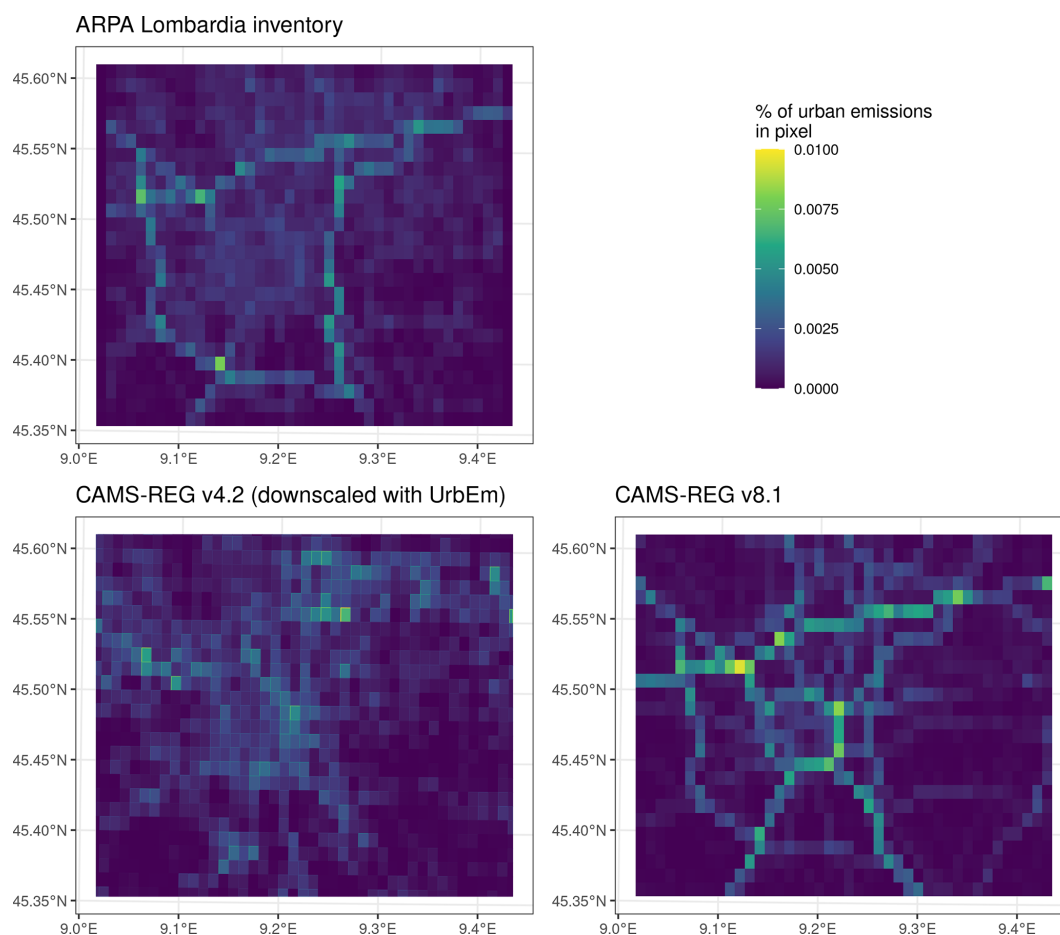 ARPA Lombardia inventory
45.60°N
45.55°N
45.50°N
45.45°N
45.40°N
45.35°N
9.0°E 9.1°E 9.2°E 9.3°E 9.4°E
% of urban emissions
in pixel
0.0100
0.0075
0.0050
0.0025
0.0000
CAMS-REG v4.2 (downscaled with UrbEm)
45.60°N
45.55°N
45.50°N
45.45°N
45.40°N
45.35°N
9.0°E 9.1°E 9.2°E 9.3°E 9.4°E
CAMS-REG v8.1
45.60°N
45.55°N
45.50°N
45.45°N
45.40°N
45.35°N
9.0°E 9.1°E 9.2°E 9.3°E 9.4°E